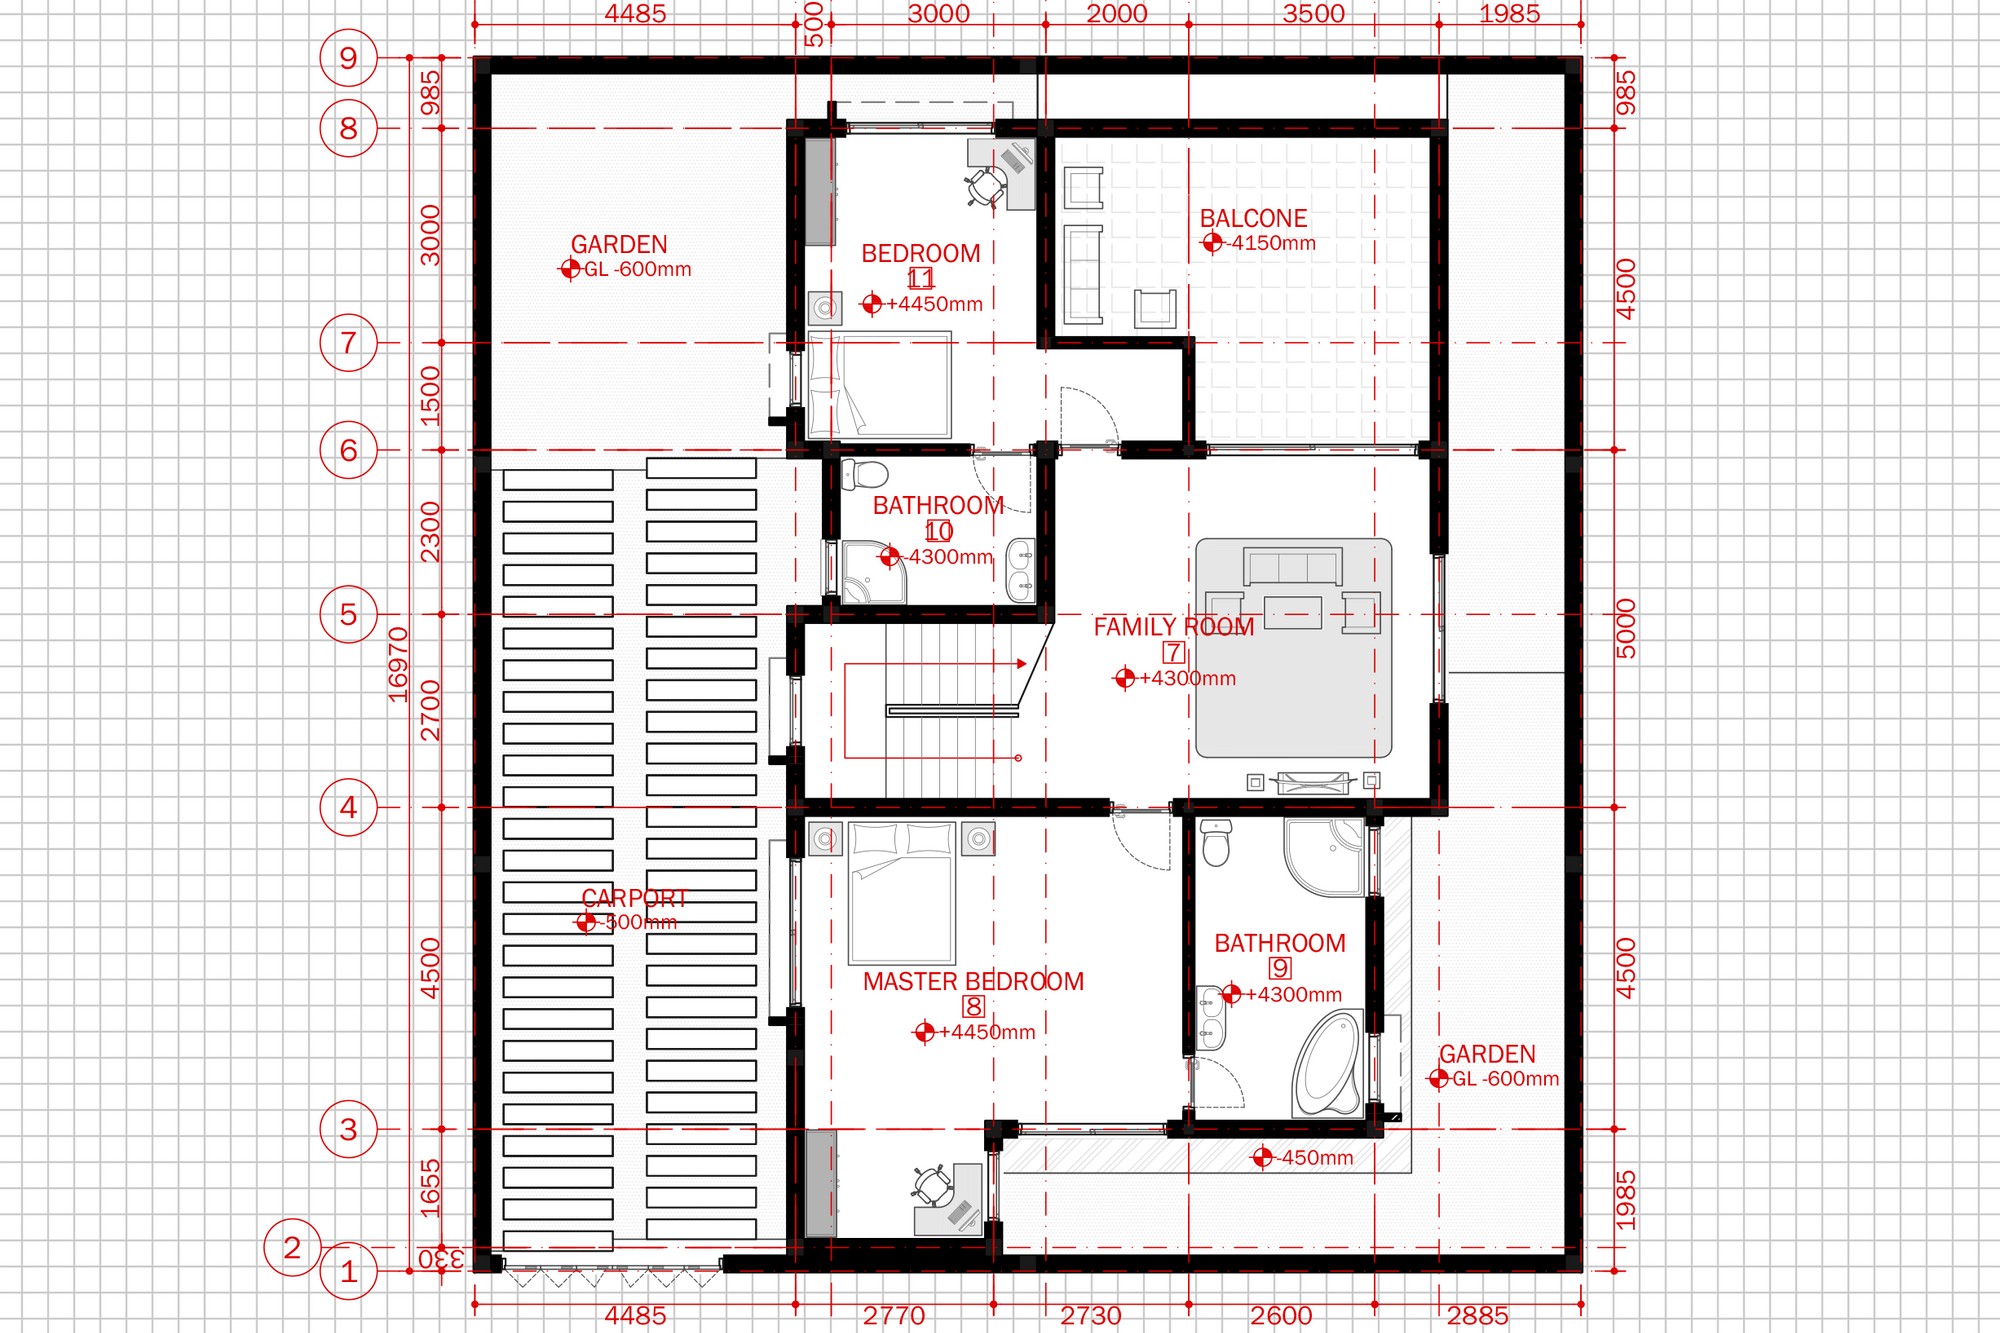 4485
500
3000
2000
3500
1985
9
985
985
8
3000
GARDEN
GL -600mm
BEDROOM
11
+4450mm
BALCONE
-4150mm
4500
7
1500
6
2300
BATHROOM
10
-4300mm
5
5000
16970
2700
FAMILY ROOM
7
+4300mm
4
CARPORT
-500mm
4500
MASTER BEDROOM
8
+4450mm
BATHROOM
9
+4300mm
4500
GARDEN
GL -600mm
3
-450mm
1655
1985
2
330
1
4485
2770
2730
2600
2885